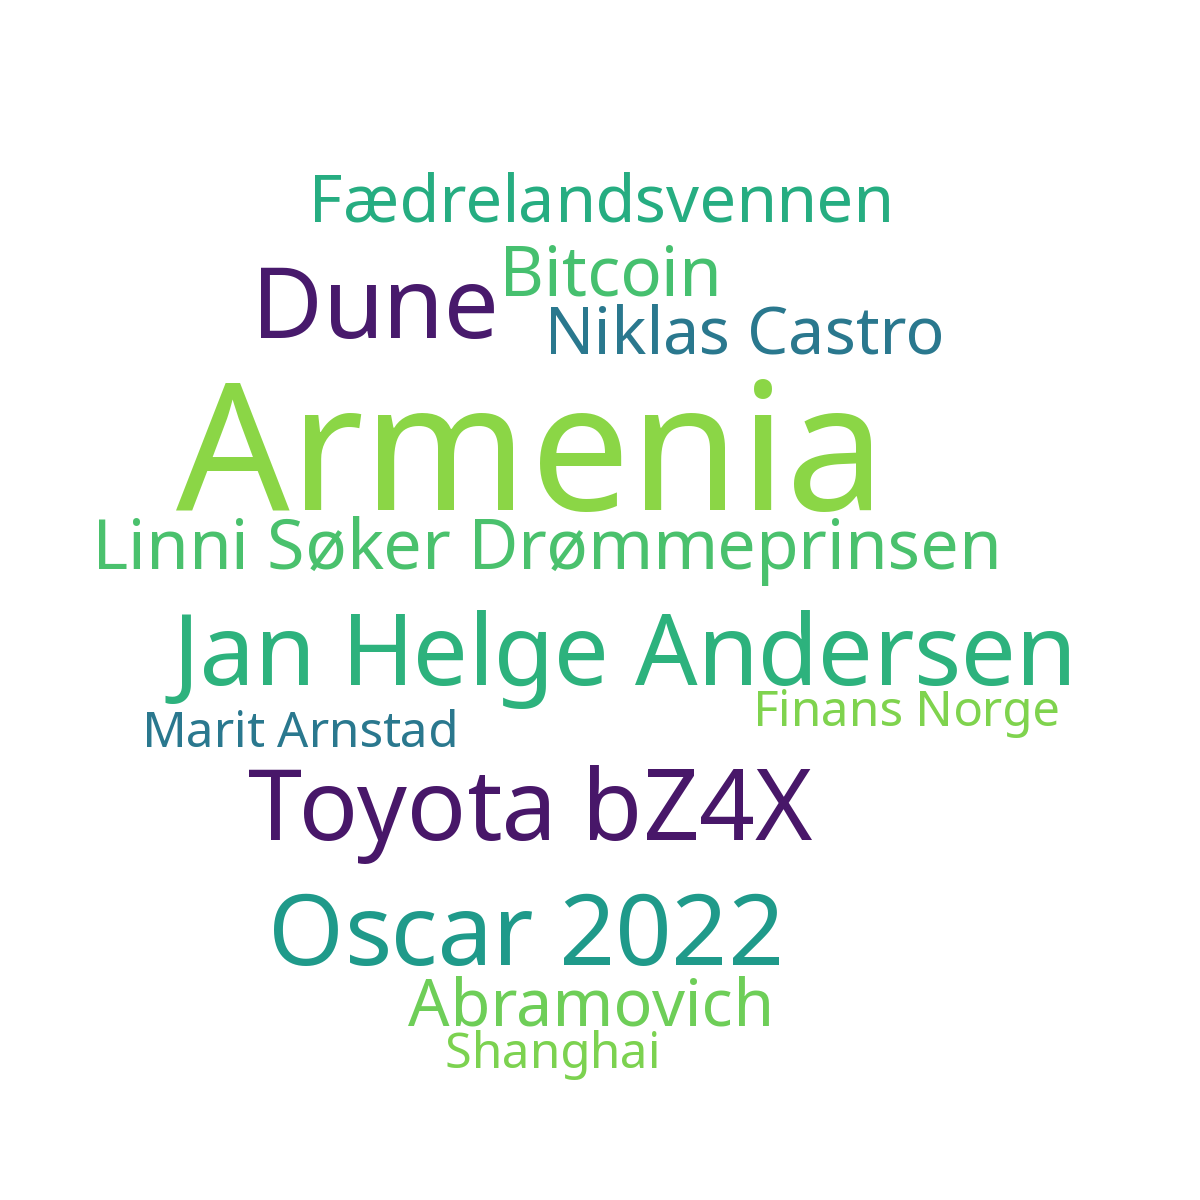 Fædrelandsvennen
Bitcoin
Dune
Niklas Castro
Armenia
Linni Søker Drømmeprinsen
Jan Helge Andersen
Finans Norge
Marit Arnstad
Toyota bZ4X
Oscar 2022
Abramovich
Shanghai